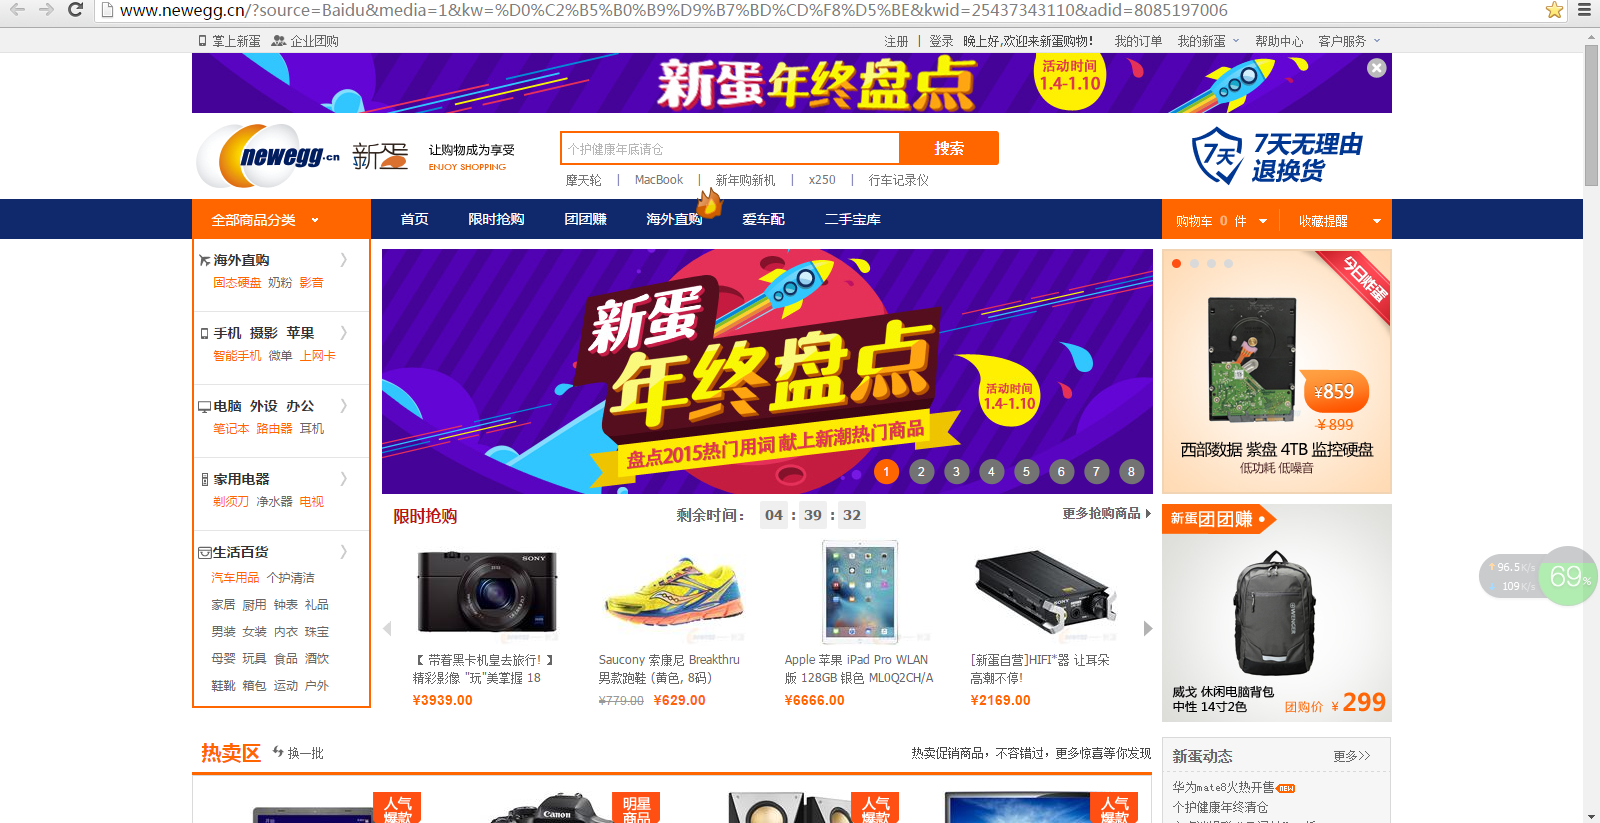 www.newegg.cn/?source=Baidu&media=1&kw=%D0%C2%B5%B0%B9%D9%B7%BD%CD%F8%D5%BE&kwid=25437343110&adid=8085197006
掌上新蛋 企业团购 注册 | 登录 晚上好,欢迎来新蛋购物! 我的订单 我的新蛋 帮助中心 客户服务
新蛋年终盘点
活动时间
1.4-1.10
newegg.cn 新蛋
让购物成为享受
ENJOY SHOPPING
个护健康年底清仓 搜索
摩天轮 | MacBook | 新年购新机 | x250 | 行车记录仪
7天 7天无理由
退换货
全部商品分类 首页 限时抢购 团团赚 海外直购 爱车配 二手宝库 购物车 0 件 收藏提醒
海外直购
固态硬盘 奶粉 影音
手机 摄影 苹果
智能手机 微单 上网卡
电脑 外设 办公
笔记本 路由器 耳机
家用电器
剃须刀 净水器 电视
生活百货
汽车用品 个护清洁
家居 厨用 钟表 礼品
男装 女装 内衣 珠宝
母婴 玩具 食品 酒饮
鞋靴 箱包 运动 户外
新蛋
年终盘点
活动时间
1.4-1.10
盘点2015热门用词 献上新潮热门商品
1 2 3 4 5 6 7 8
今日炸蛋
¥859
¥899
西部数据 紫盘 4TB 监控硬盘
低功耗 低噪音
限时抢购 剩余时间： 04 : 39 : 32 更多抢购商品
SONY
【 带着黑卡机皇去旅行! 】
精彩影像 "玩"美掌握 18
¥3939.00
Saucony 索康尼 Breakthru
男款跑鞋 (黄色, 8码)
¥779.00 ¥629.00
Apple 苹果 iPad Pro WLAN
版 128GB 银色 ML0Q2CH/A
¥6666.00
SONY
[新蛋自营]HIFI*器 让耳朵
高潮不停!
¥2169.00
新蛋团团赚
WENGER
威戈 休闲电脑背包
中性 14寸2色
团购价 ¥299
96.5K/s
109K/s
69%
热卖区 换一批 热卖促销商品，不容错过，更多惊喜等你发现
人气
爆款
Canon
明星
商品
人气
爆款
人气
爆款
新蛋动态 更多>>
华为mate8火热开售 NEW
个护健康年终清仓